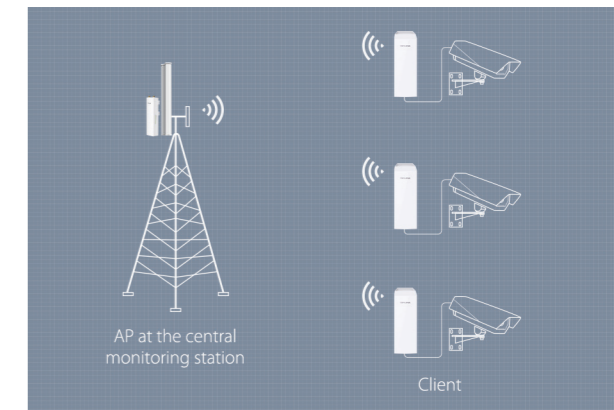 AP at the central
monitoring station
Client